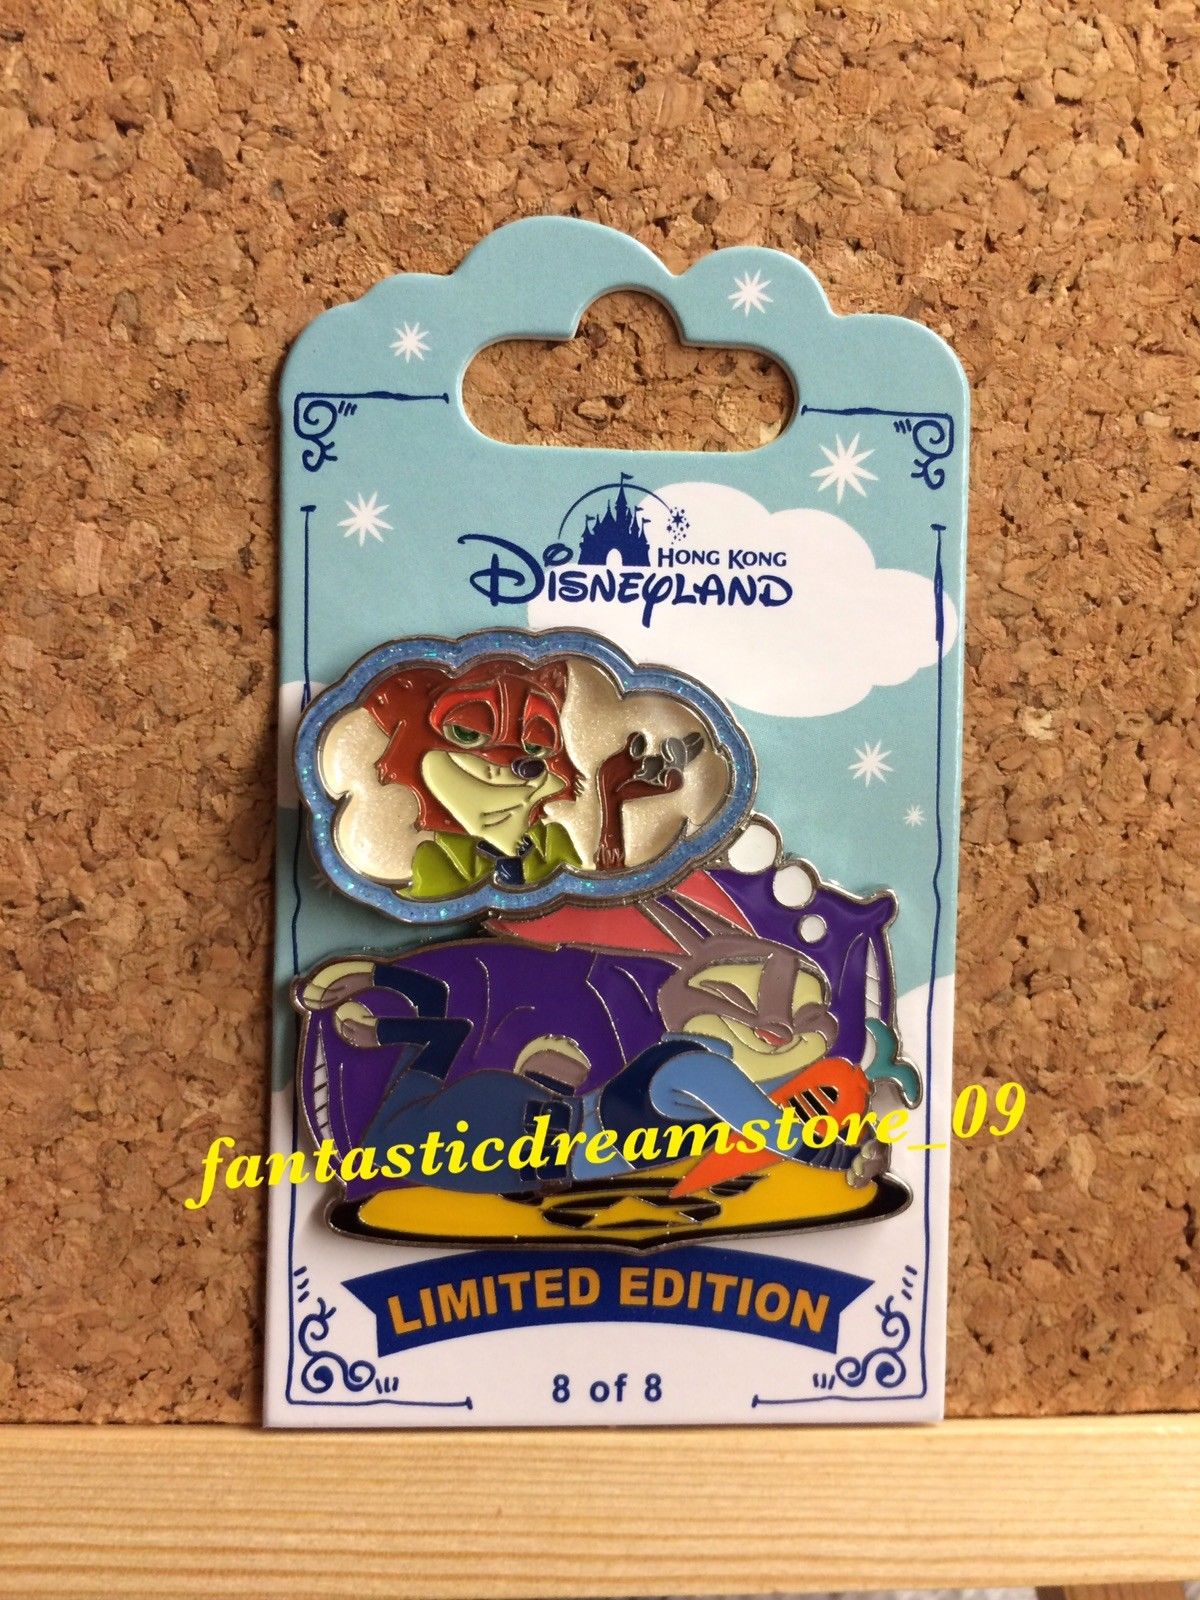 HONG KONG
DISNEYLAND
fantasticdreamstore_09
LIMITED EDITION
8 of 8